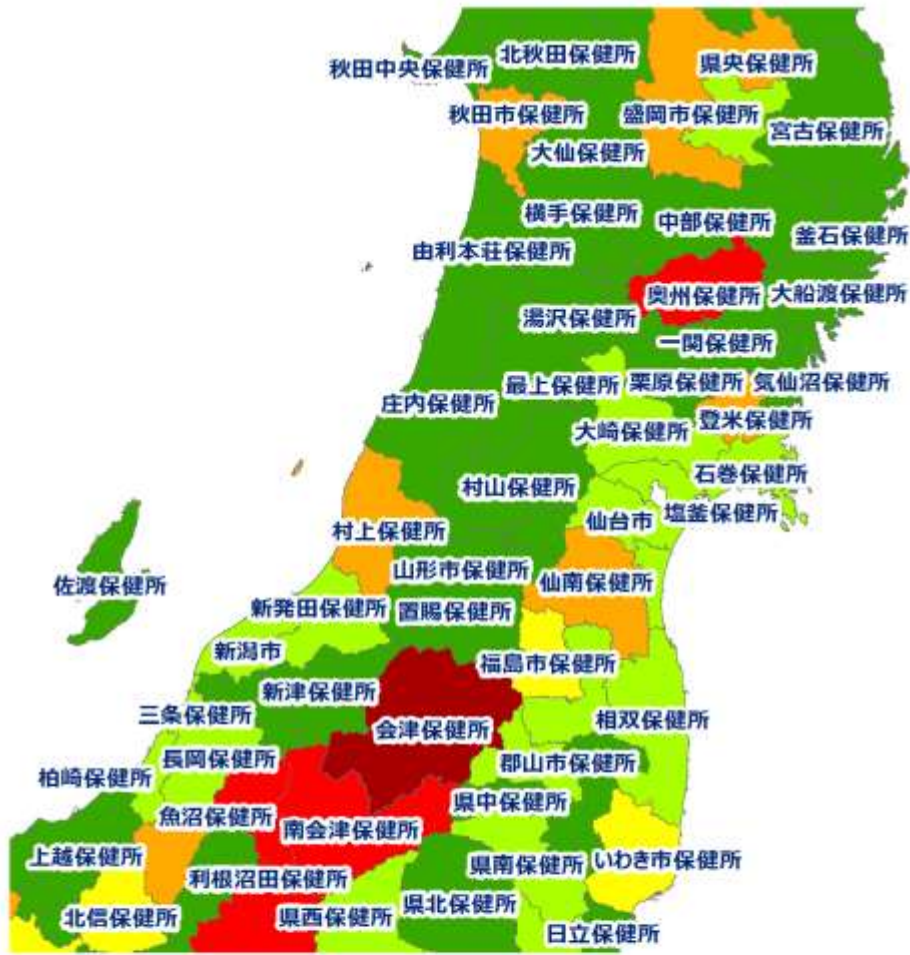 北秋田保健所
県央保健所
秋田中央保健所
秋田市保健所
盛岡市保健所
宮古保健所
大仙保健所
横手保健所
中部保健所
釜石保健所
由利本荘保健所
奥州保健所
大船渡保健所
湯沢保健所
一関保健所
最上保健所
栗原保健所
気仙沼保健所
庄内保健所
大崎保健所
登米保健所
石巻保健所
村山保健所
仙台市
塩釜保健所
村上保健所
山形市保健所
仙南保健所
佐渡保健所
新発田保健所
置賜保健所
新潟市
福島市保健所
新津保健所
三条保健所
会津保健所
相双保健所
長岡保健所
郡山市保健所
柏崎保健所
魚沼保健所
南会津保健所
県中保健所
上越保健所
利根沼田保健所
県南保健所
いわき市保健所
北信保健所
県西保健所
県北保健所
日立保健所